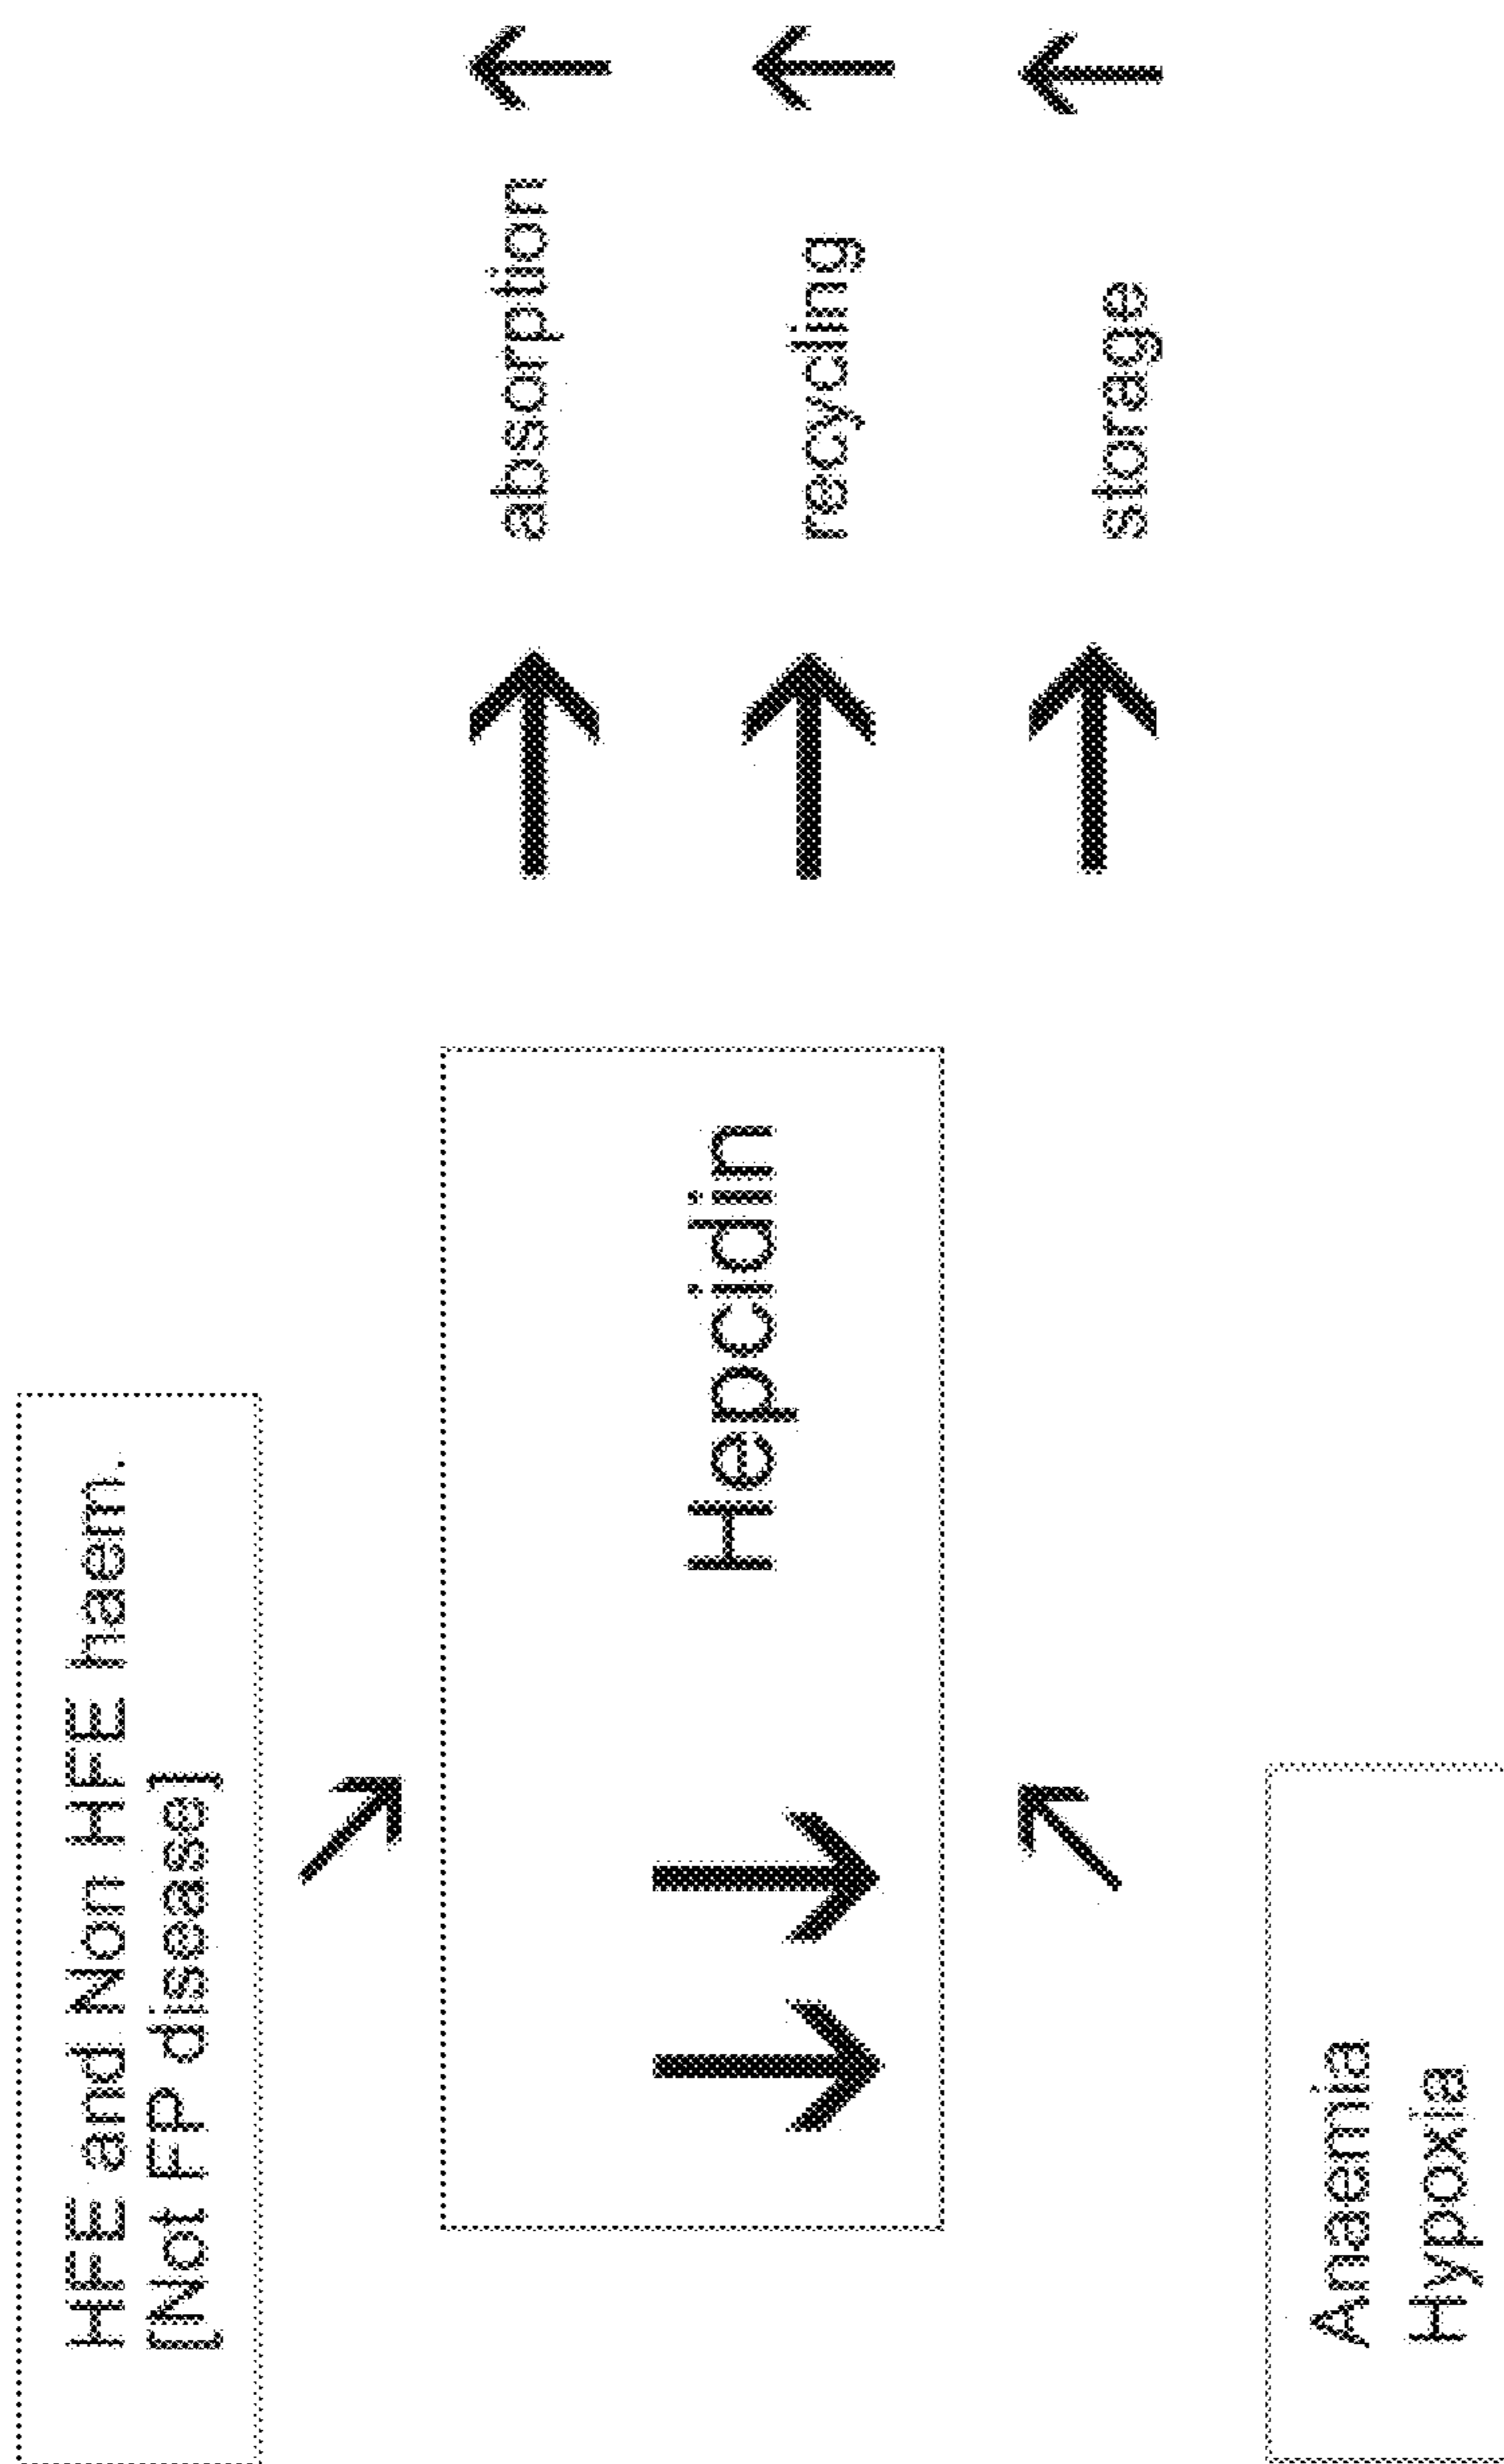 HFE and Non HFE haem.
[Not FP disease]
Hepcidin
absorption
recycling
storage
Anaemia
Hypoxia